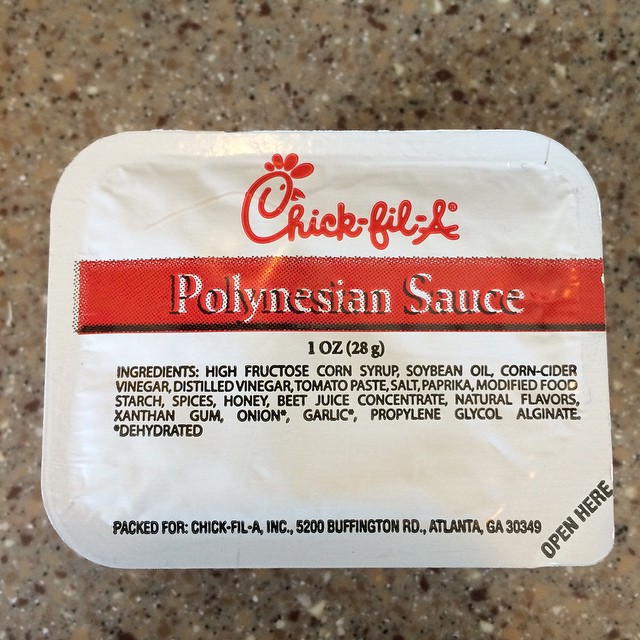 Chick-fil-A®
Polynesian Sauce
1 OZ (28 g)
INGREDIENTS: HIGH FRUCTOSE CORN SYRUP, SOYBEAN OIL, CORN-CIDER
VINEGAR, DISTILLED VINEGAR, TOMATO PASTE, SALT, PAPRIKA, MODIFIED FOOD
STARCH, SPICES, HONEY, BEET JUICE CONCENTRATE, NATURAL FLAVORS,
XANTHAN GUM, ONION*, GARLIC*, PROPYLENE GLYCOL ALGINATE.
*DEHYDRATED
PACKED FOR: CHICK-FIL-A, INC., 5200 BUFFINGTON RD., ATLANTA, GA 30349
OPEN HERE